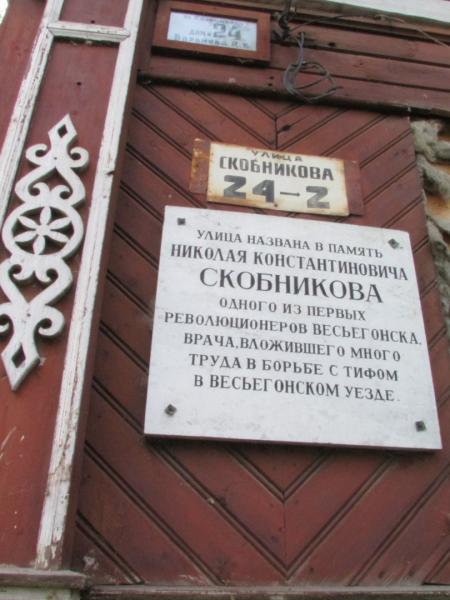 24
УЛИЦА
СКОБНИКОВА
24-2
УЛИЦА НАЗВАНА В ПАМЯТЬ
НИКОЛАЯ КОНСТАНТИНОВИЧА
СКОБНИКОВА
ОДНОГО ИЗ ПЕРВЫХ
РЕВОЛЮЦИОНЕРОВ ВЕСЬЕГОНСКА,
ВРАЧА, ВЛОЖИВШЕГО МНОГО
ТРУДА В БОРЬБЕ С ТИФОМ
В ВЕСЬЕГОНСКОМ УЕЗДЕ.